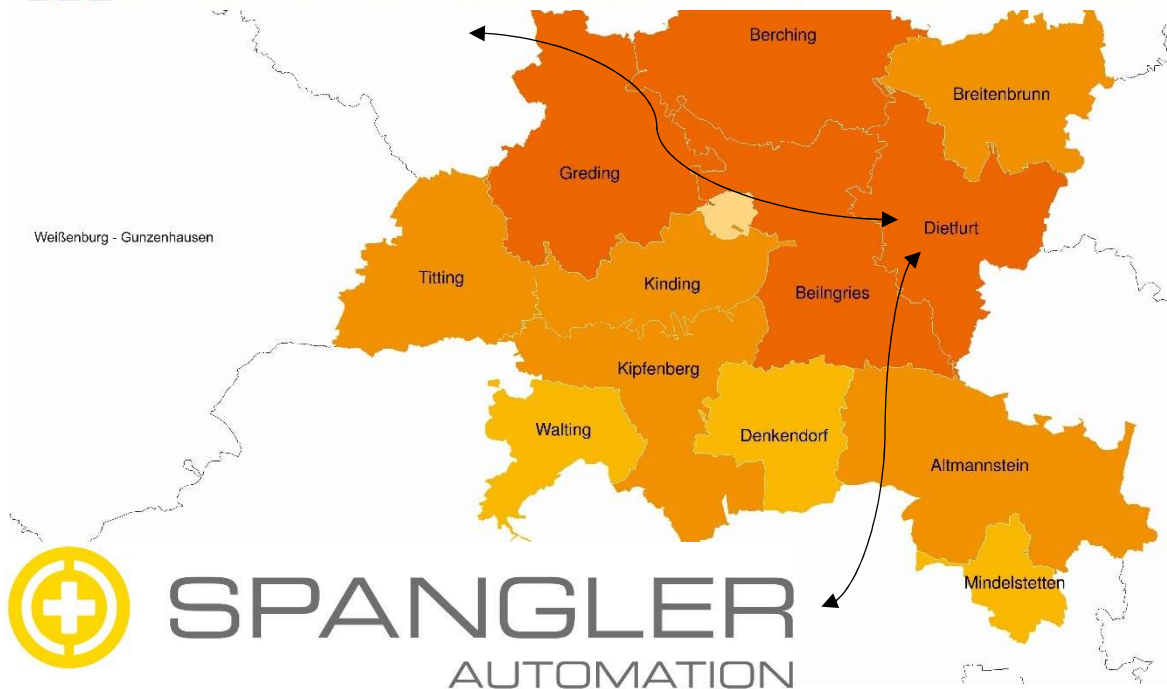 Berching
Breitenbrunn
Greding
Dietfurt
Weißenburg - Gunzenhausen
Titting
Kinding
Beilngries
Kipfenberg
Walting
Denkendorf
Altmannstein
Mindelstetten
SPANGLER
AUTOMATION